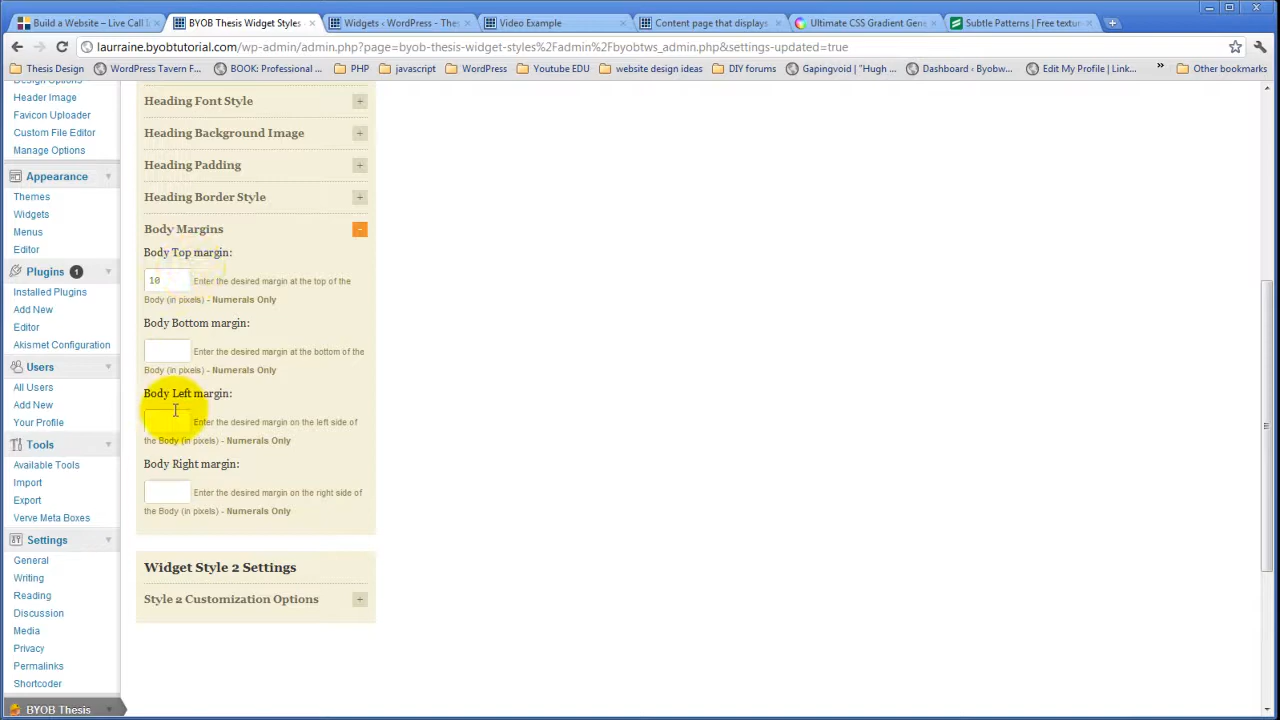 Build a Website – Live Call I
BYOB Thesis Widget Styles
Widgets ‹ WordPress - Thes
Video Example
Content page that displays
Ultimate CSS Gradient Gen
Subtle Patterns | Free textur
laurraine.byobtutorial.com/wp-admin/admin.php?page=byob-thesis-widget-styles%2Fadmin%2Fbyobtws_admin.php&settings-updated=true
Thesis Design
WordPress Tavern F...
BOOK: Professional ...
PHP
javascript
WordPress
Youtube EDU
website design ideas
DIY forums
Gapingvoid | "Hugh ...
Dashboard ‹ Byobw...
Edit My Profile | Link...
Other bookmarks
Design Options
Header Image
Favicon Uploader
Custom File Editor
Manage Options
Appearance
Themes
Widgets
Menus
Editor
Plugins 1
Installed Plugins
Add New
Editor
Akismet Configuration
Users
All Users
Add New
Your Profile
Tools
Available Tools
Import
Export
Verve Meta Boxes
Settings
General
Writing
Reading
Discussion
Media
Privacy
Permalinks
Shortcoder
BYOB Thesis
Heading Font Style +
Heading Background Image +
Heading Padding +
Heading Border Style +
Body Margins -
Body Top margin:
10 Enter the desired margin at the top of the
Body (in pixels) - Numerals Only
Body Bottom margin:
Enter the desired margin at the bottom of the
Body (in pixels) - Numerals Only
Body Left margin:
Enter the desired margin on the left side of
the Body (in pixels) - Numerals Only
Body Right margin:
Enter the desired margin on the right side of
the Body (in pixels) - Numerals Only
Widget Style 2 Settings
Style 2 Customization Options +